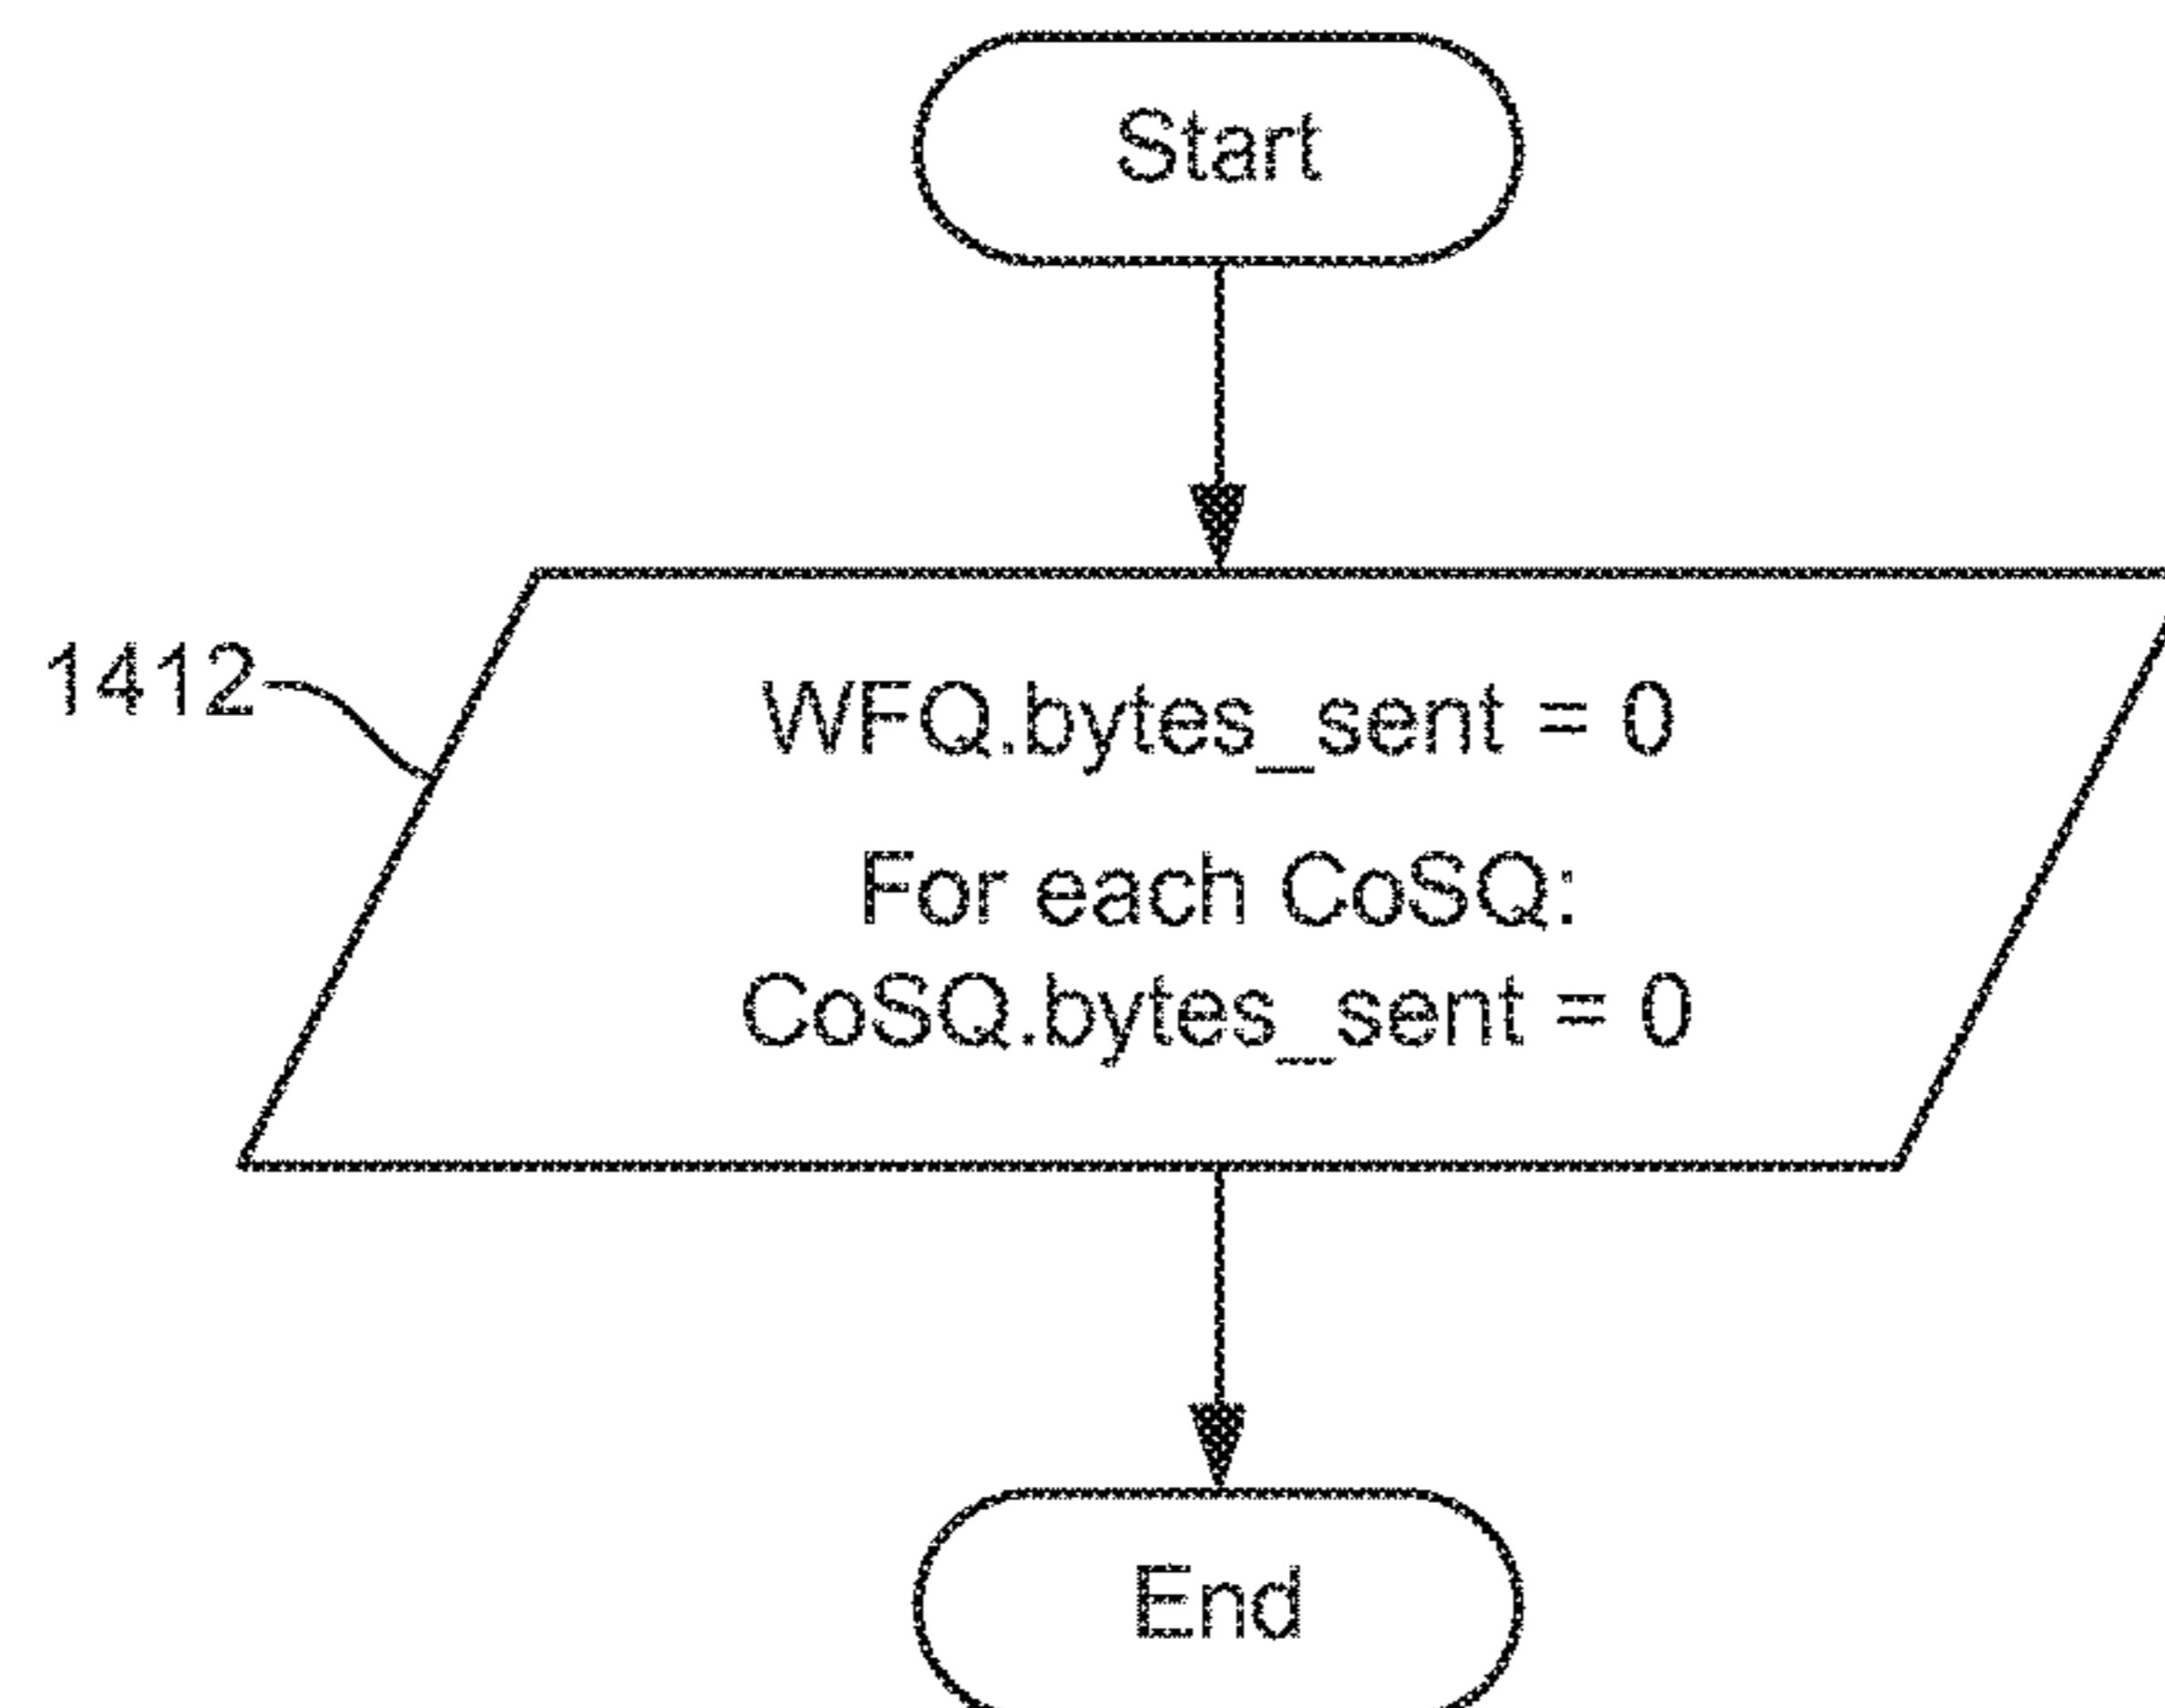 Start
1412
WFQ.bytes_sent = 0
For each CoSQ:
CoSQ.bytes_sent = 0
End